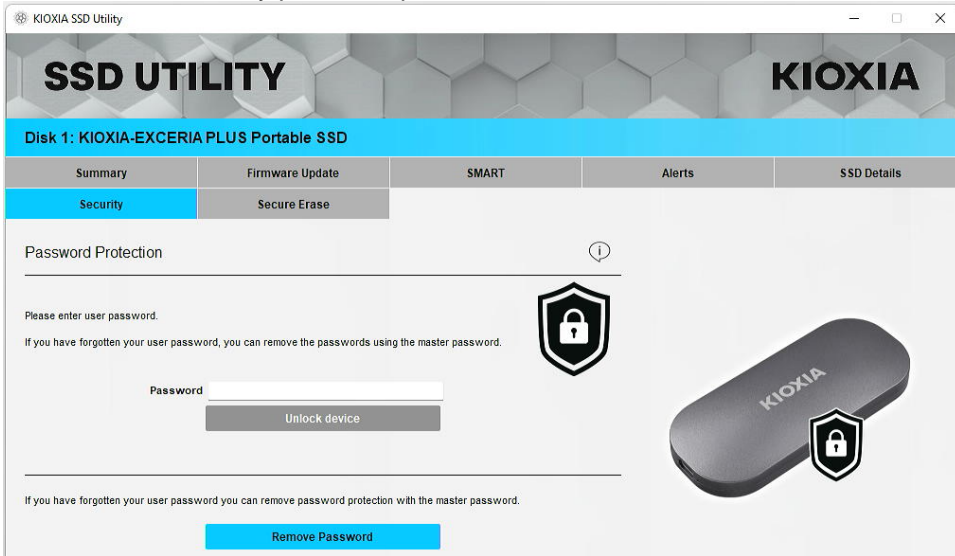 KIOXIA SSD Utility
SSD UTILITY
KIOXIA
Disk 1: KIOXIA-EXCERIA PLUS Portable SSD
Summary
Firmware Update
SMART
Alerts
SSD Details
Security
Secure Erase
Password Protection
Please enter user password.
If you have forgotten your user password, you can remove the passwords using the master password.
Password
Unlock device
KIOXIA
If you have forgotten your user password you can remove password protection with the master password.
Remove Password